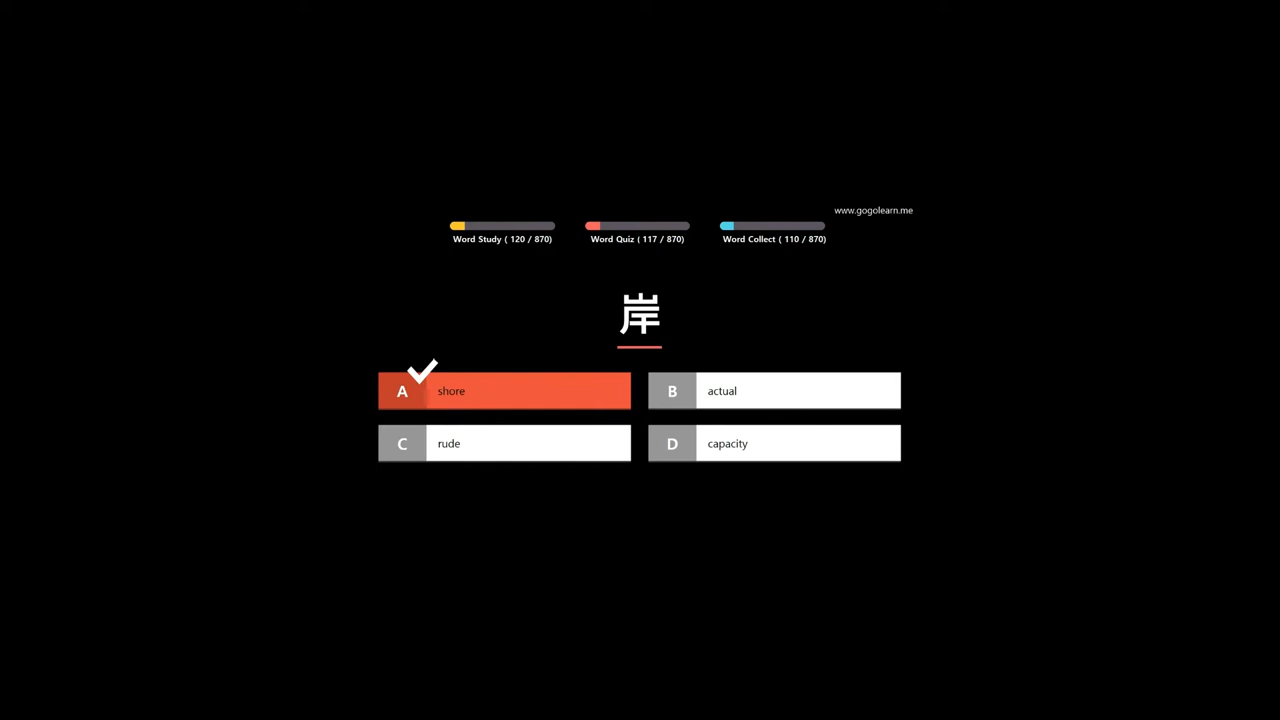 www.gogolearn.me
Word Study ( 120 / 870)
Word Quiz ( 117 / 870)
Word Collect ( 110 / 870)
岸
A shore
B actual
C rude
D capacity